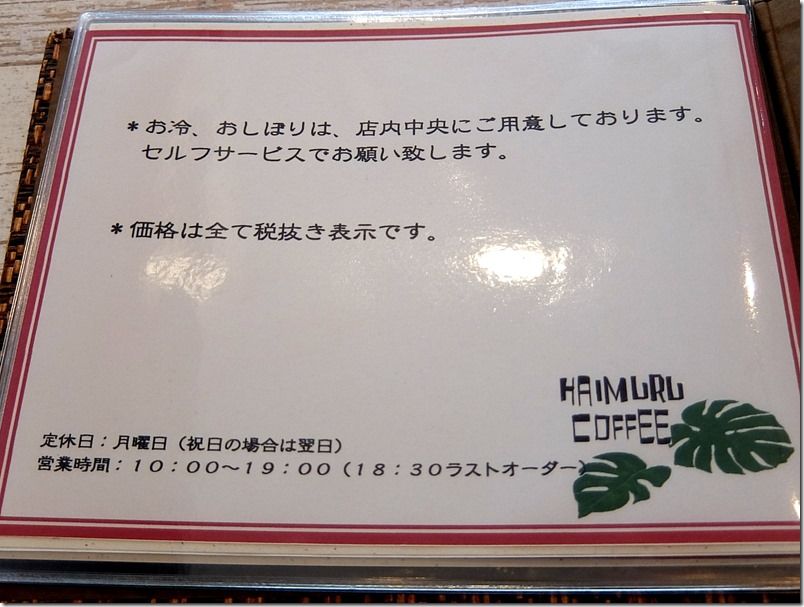 ＊お冷、おしぼりは、店内中央にご用意しております。
セルフサービスでお願い致します。
＊価格は全て税抜き表示です。
HAIMURU
COFFEE
定休日：月曜日（祝日の場合は翌日）
営業時間：１０：００～１９：００（１８：３０ラストオーダー）